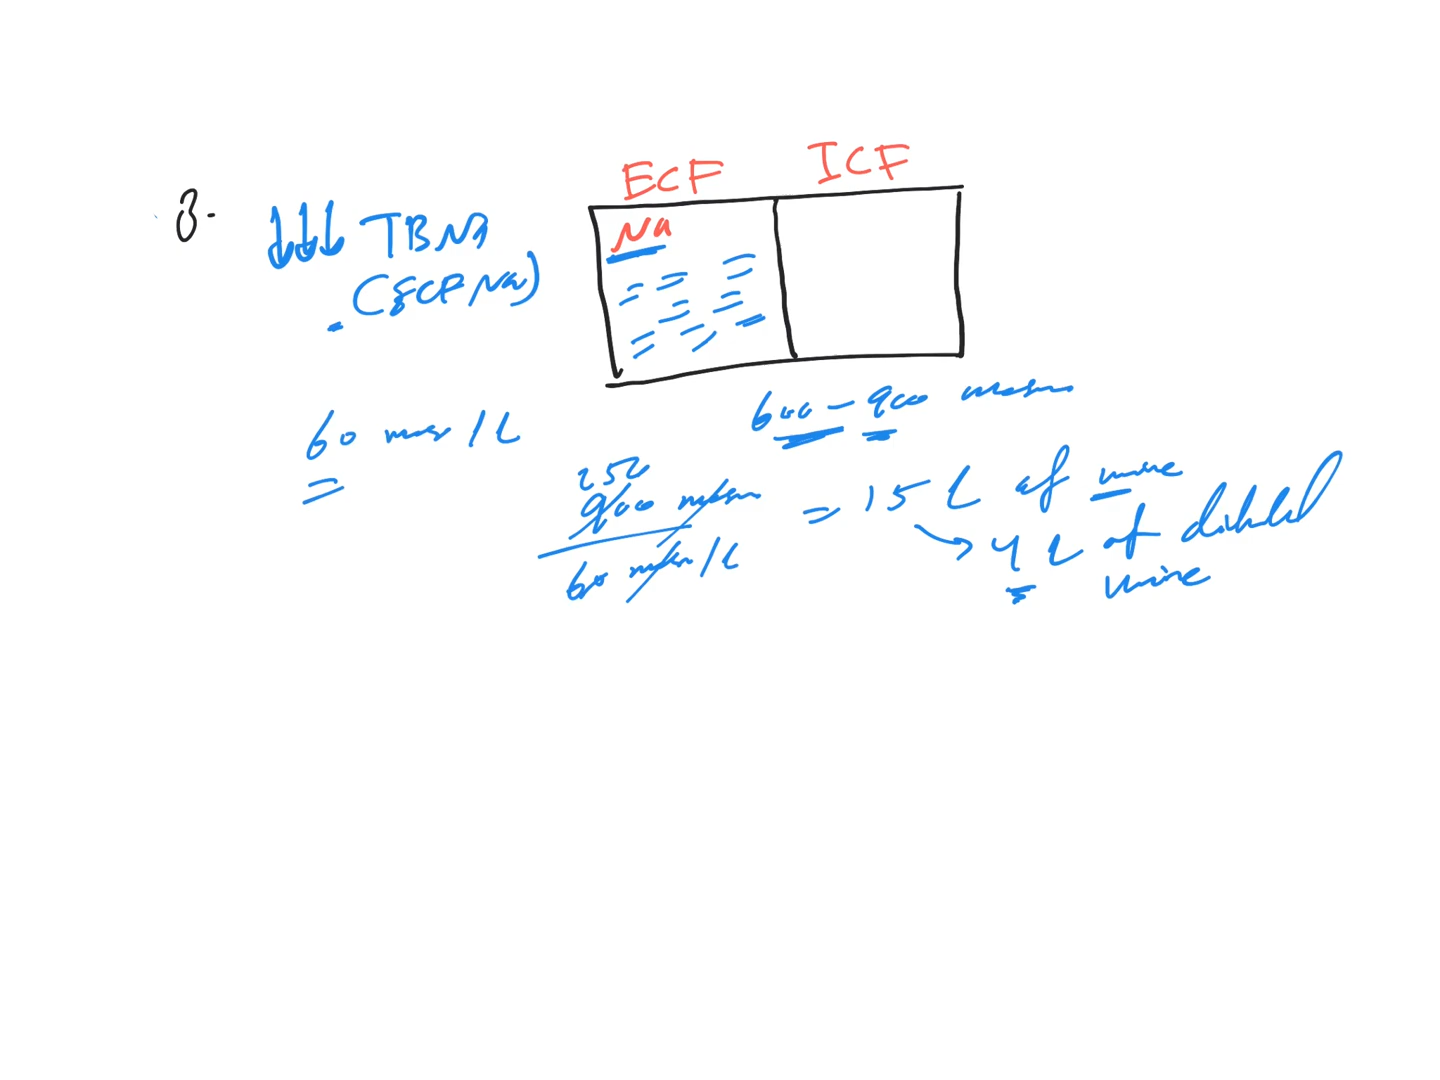 ECF ICF
3. ↓↓↓ TBNa
Na
(ECF Na)
600 - 900 mosm
60 mosm/L
250
900 mosm = 15 L of urine
60 mosm/L
→ 4 L of diluted
urine